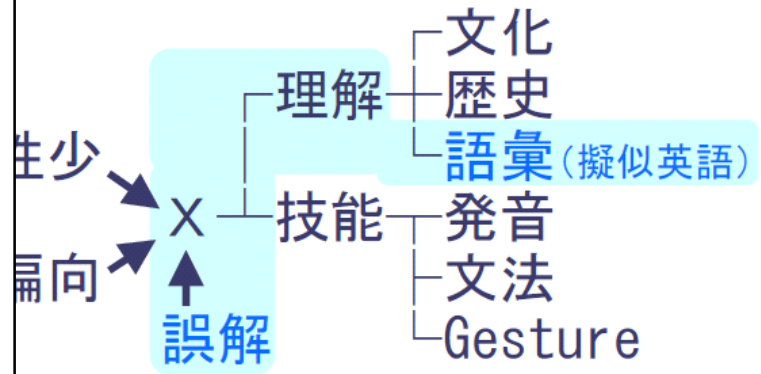 文化
理解 歴史
語彙(擬似英語)
性少
X 技能 発音
偏向 文法
誤解 Gesture